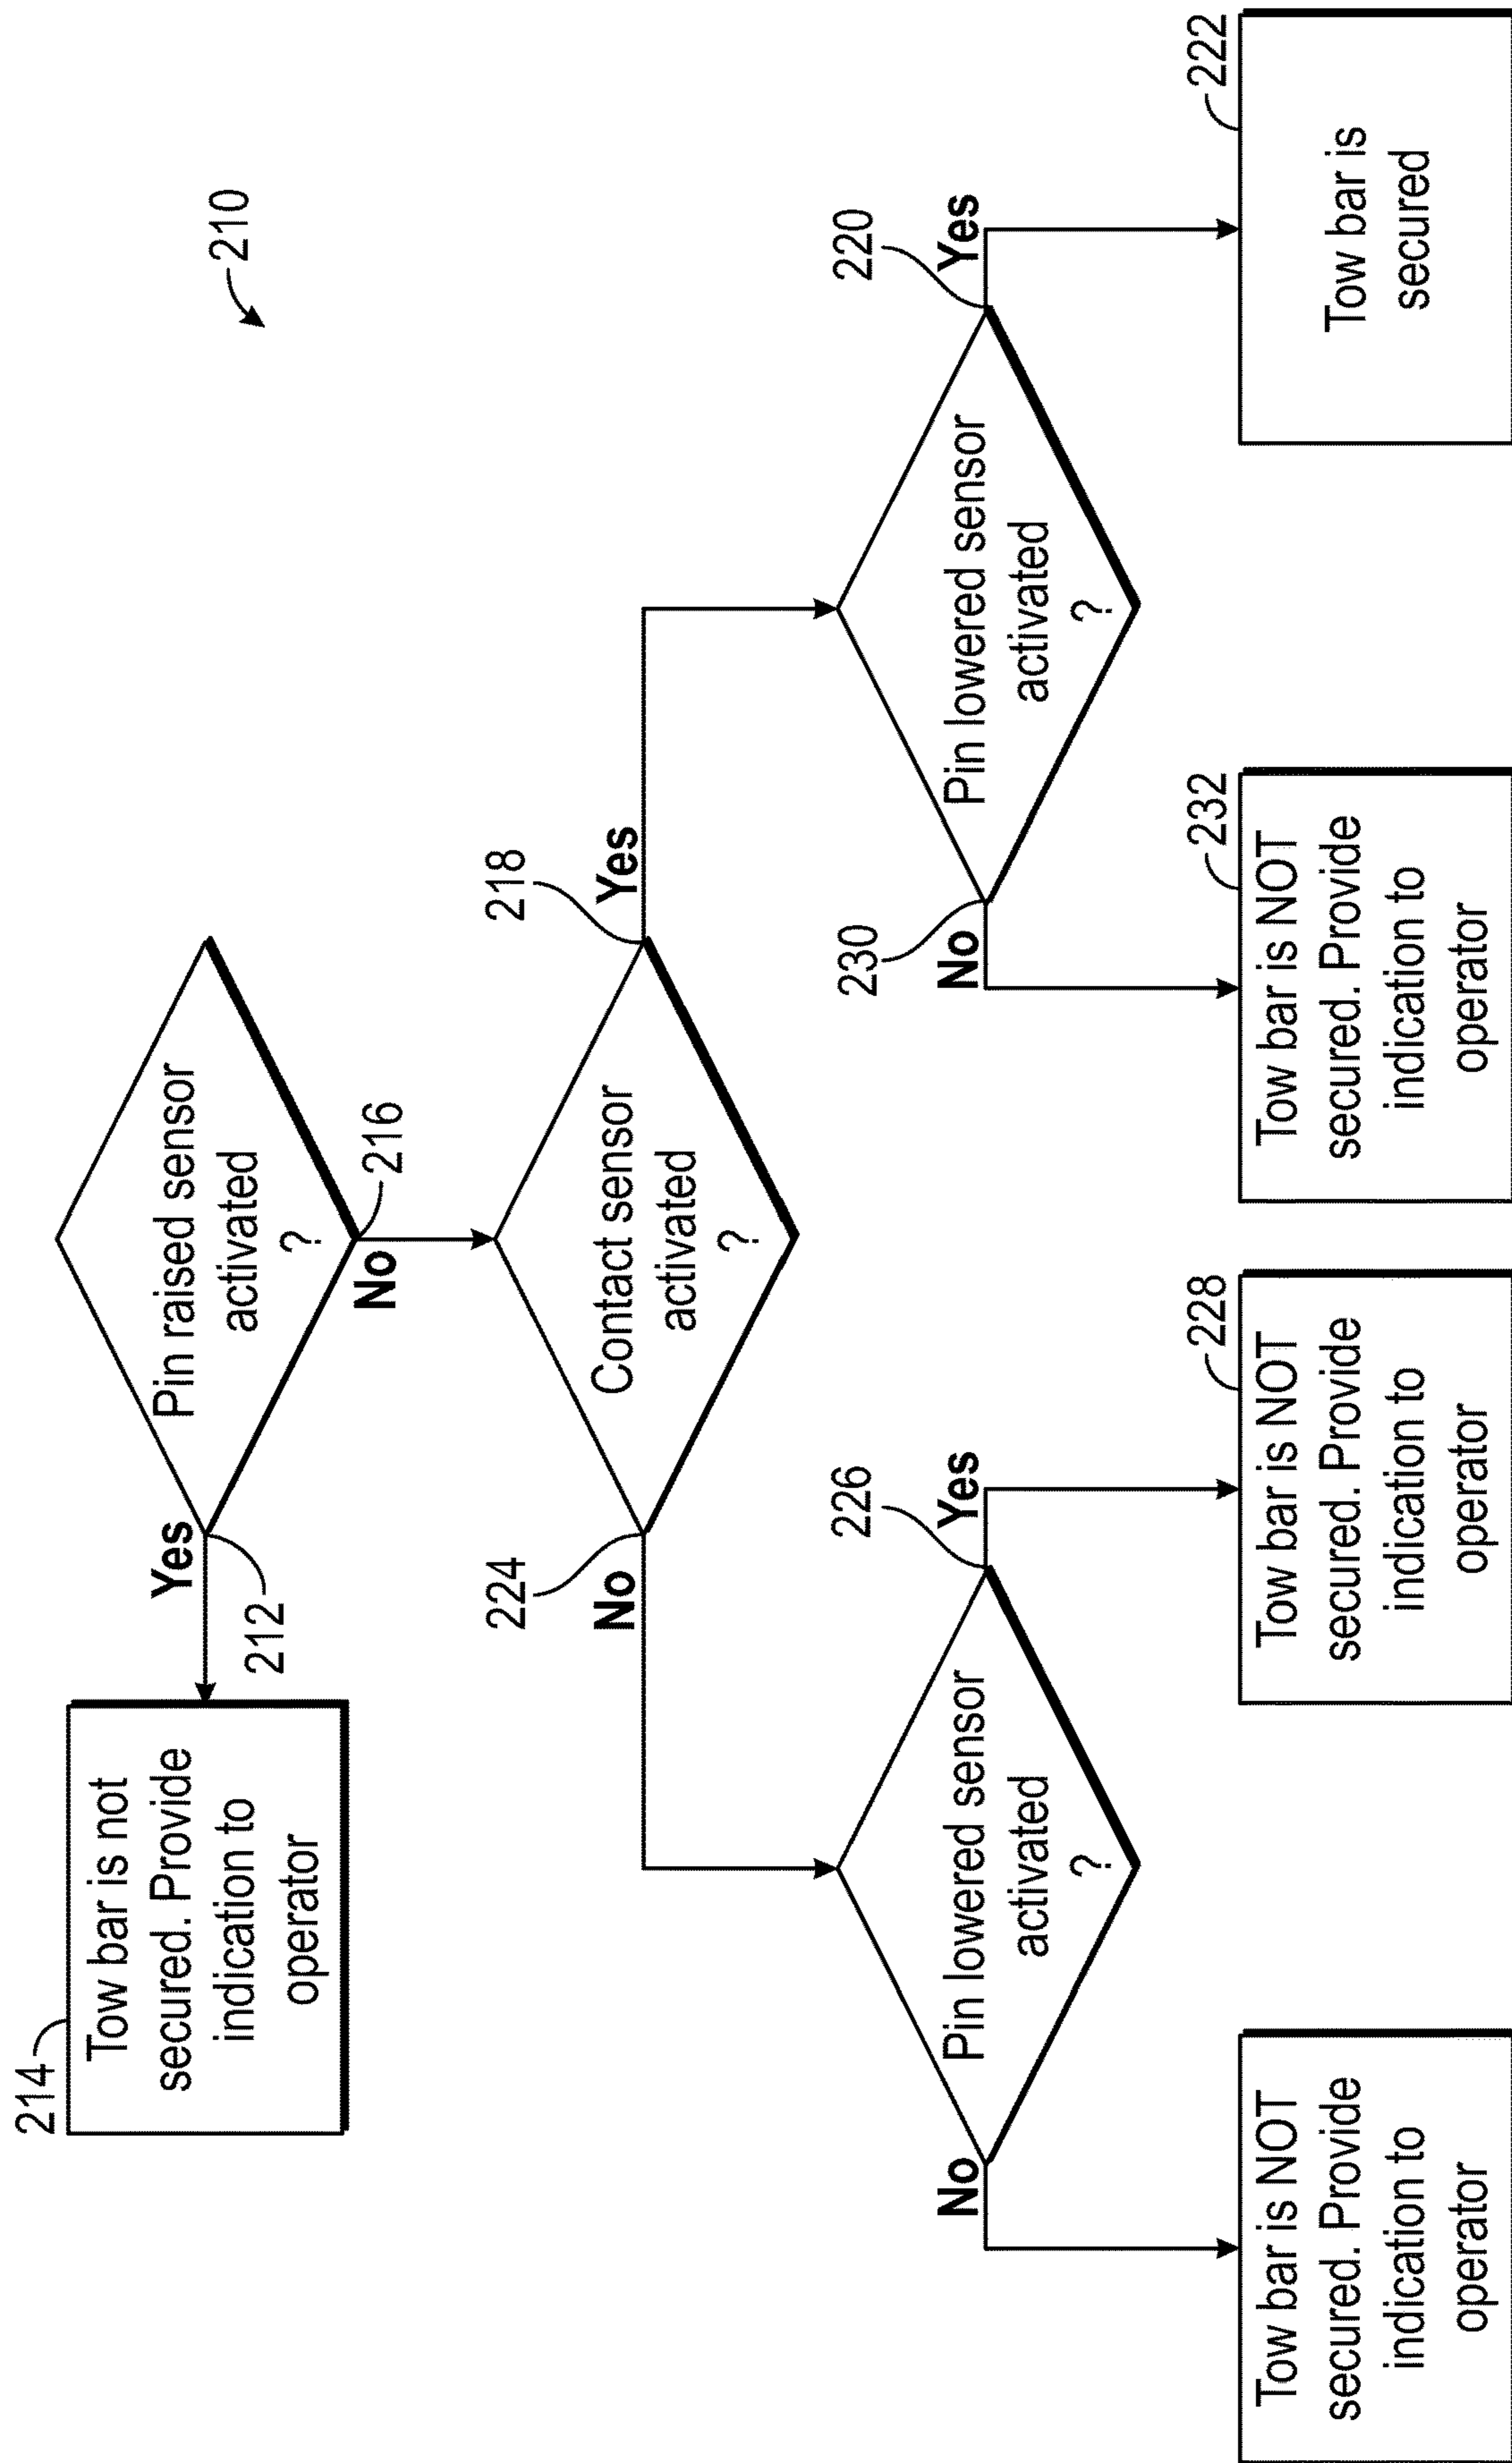 210
214
Tow bar is not
secured. Provide
indication to
operator
Yes
212
Pin raised sensor
activated
?
216
No
Contact sensor
activated
?
224
No
218
Yes
Pin lowered sensor
activated
?
No
226
Yes
Pin lowered sensor
activated
?
230
No
220
Yes
Tow bar is NOT
secured. Provide
indication to
operator
228
Tow bar is NOT
secured. Provide
indication to
operator
232
Tow bar is NOT
secured. Provide
indication to
operator
222
Tow bar is
secured